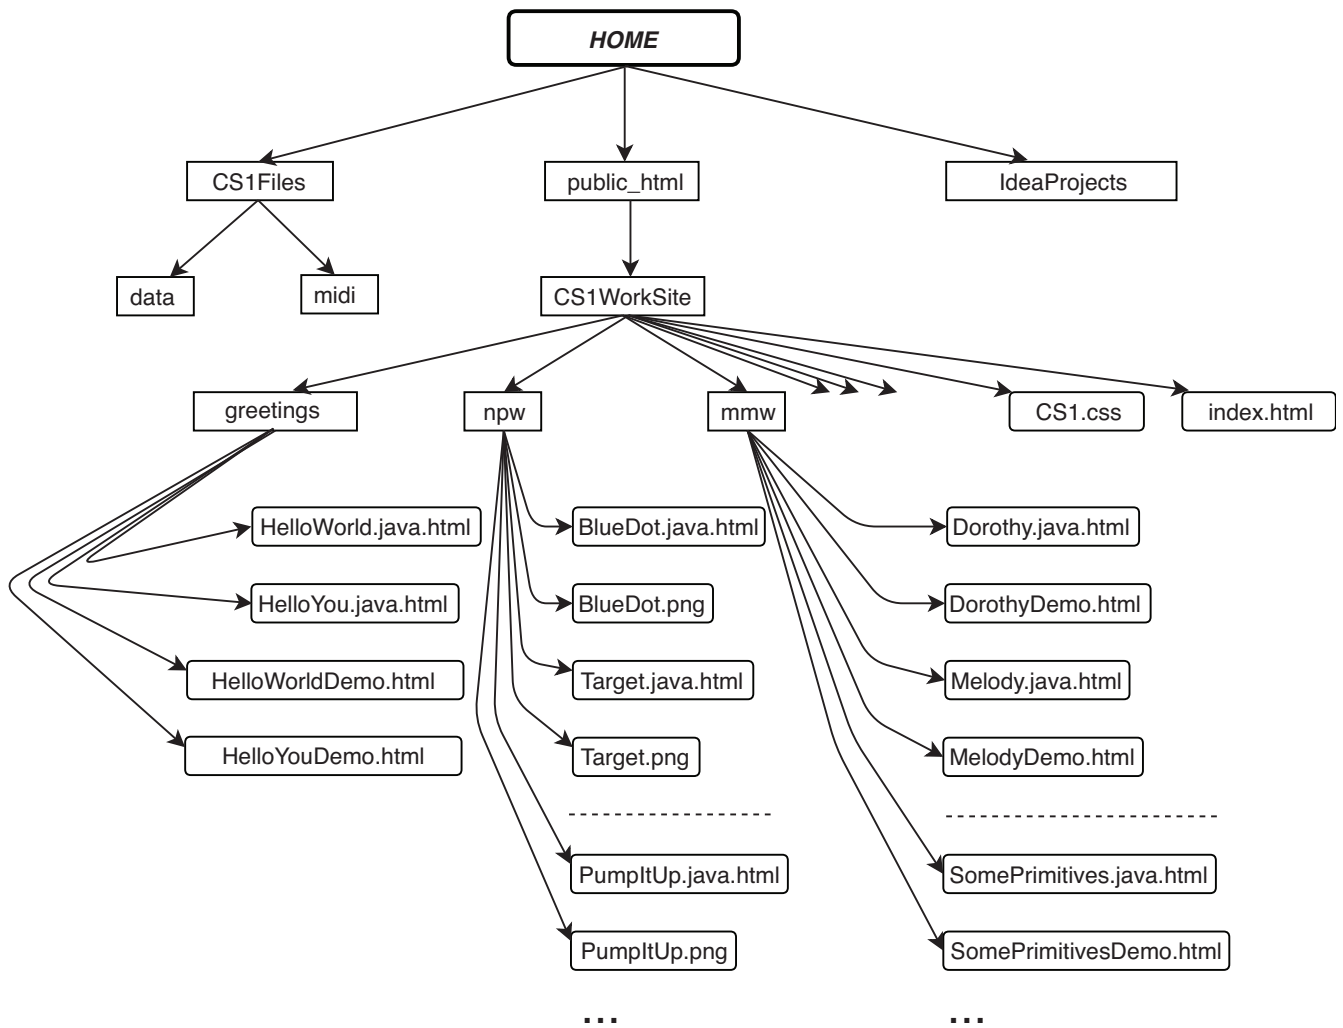 HOME
CS1Files
public_html
IdeaProjects
data
midi
CS1WorkSite
greetings
npw
mmw
CS1.css
index.html
HelloWorld.java.html
BlueDot.java.html
Dorothy.java.html
HelloYou.java.html
BlueDot.png
DorothyDemo.html
HelloWorldDemo.html
Target.java.html
Melody.java.html
HelloYouDemo.html
Target.png
MelodyDemo.html
PumpItUp.java.html
SomePrimitives.java.html
PumpItUp.png
SomePrimitivesDemo.html
...
...